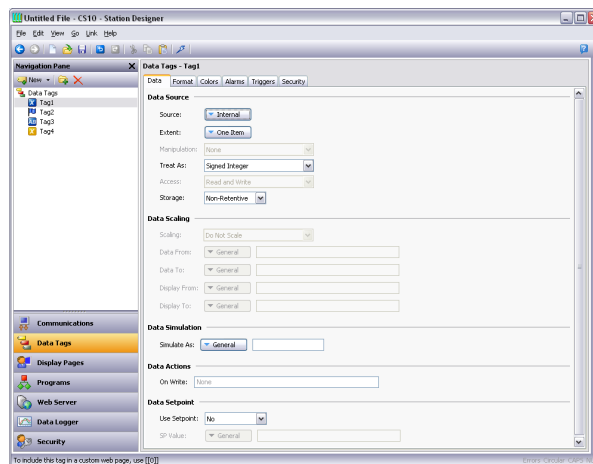 Untitled File - CS10 - Station Designer
File Edit View Go Link Help
Navigation Pane
New
Data Tags
Tag1
Tag2
Tag3
Tag4
Communications
Data Tags
Display Pages
Programs
Web Server
Data Logger
Security
Data Tags - Tag1
Data Format Colors Alarms Triggers Security
Data Source
Source: Internal
Extent: One Item
Manipulation: None
Treat As: Signed Integer
Access: Read and Write
Storage: Non-Retentive
Data Scaling
Scaling: Do Not Scale
Data From: General
Data To: General
Display From: General
Display To: General
Data Simulation
Simulate As: General
Data Actions
On Write: None
Data Setpoint
Use Setpoint: No
SP Value: General
To include this tag in a custom web page, use [[0]]
Errors Circular CAPS